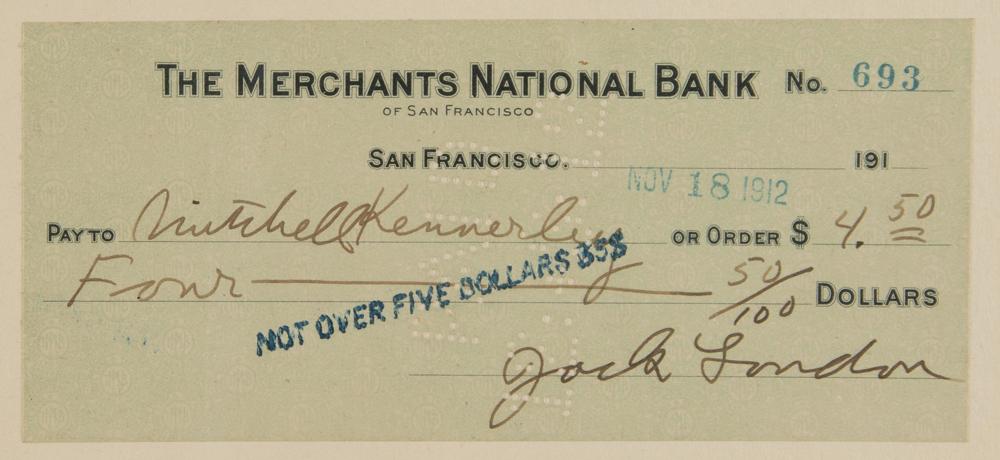 THE MERCHANTS NATIONAL BANK No. 693
OF SAN FRANCISCO
SAN FRANCISCO. 191
NOV 18 1912
PAY TO Mitchell Kennerley OR ORDER $ 4. 50
Four 50/100 DOLLARS
NOT OVER FIVE DOLLARS $5$
Jack London